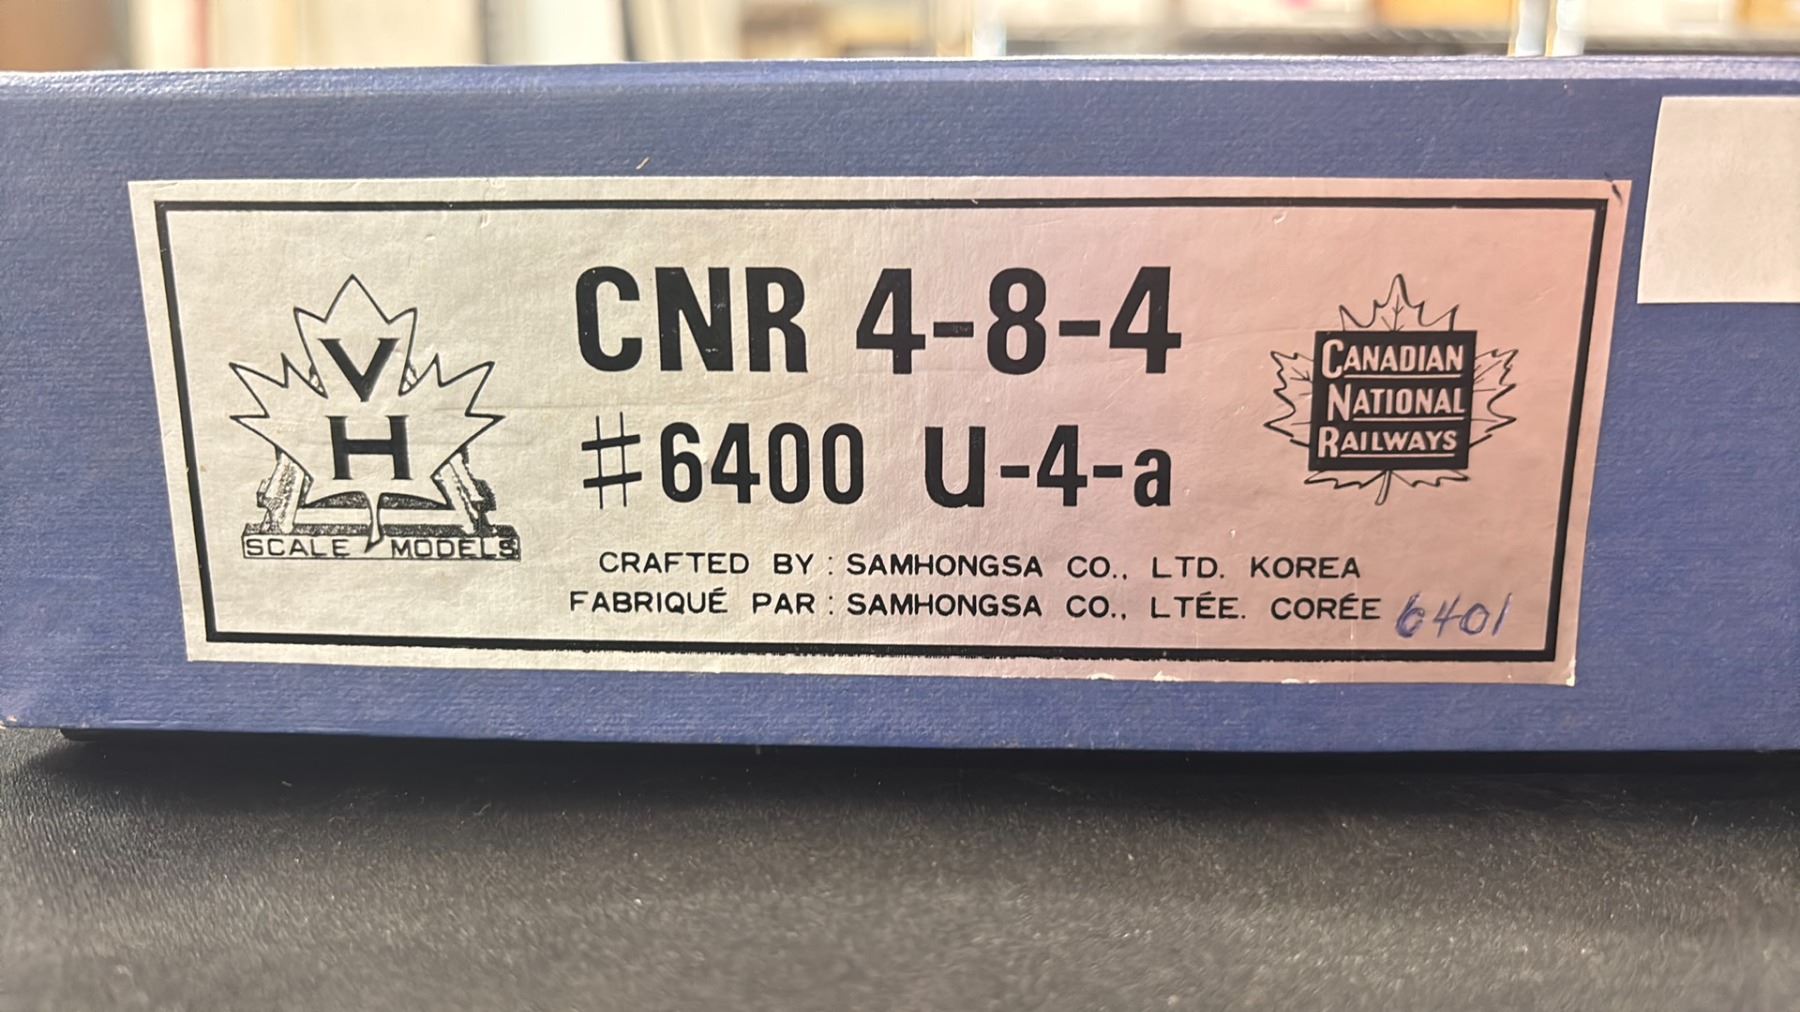 V
H
SCALE MODELS
CNR 4-8-4
#6400 U-4-a
CRAFTED BY : SAMHONGSA CO., LTD. KOREA
FABRIQUÉ PAR : SAMHONGSA CO., LTÉE. CORÉE 6401
CANADIAN
NATIONAL
RAILWAYS